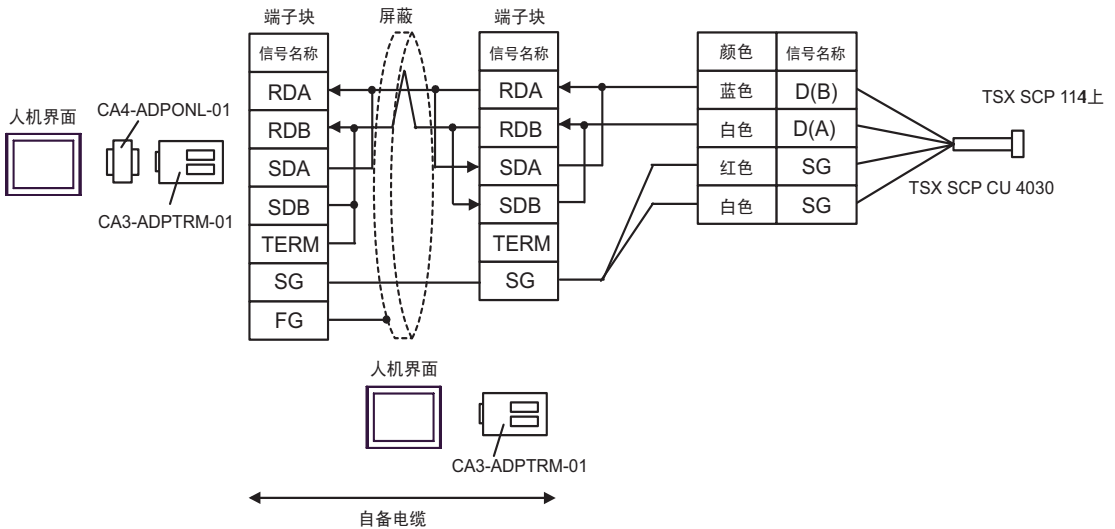 端子块 屏蔽 端子块
信号名称 信号名称 颜色 信号名称
RDA RDA 蓝色 D(B)
RDB RDB 白色 D(A)
SDA SDA 红色 SG
SDB SDB 白色 SG
TERM TERM
SG SG
FG
人机界面
CA4-ADPONL-01
CA3-ADPTRM-01
TSX SCP 114上
TSX SCP CU 4030
人机界面
CA3-ADPTRM-01
自备电缆